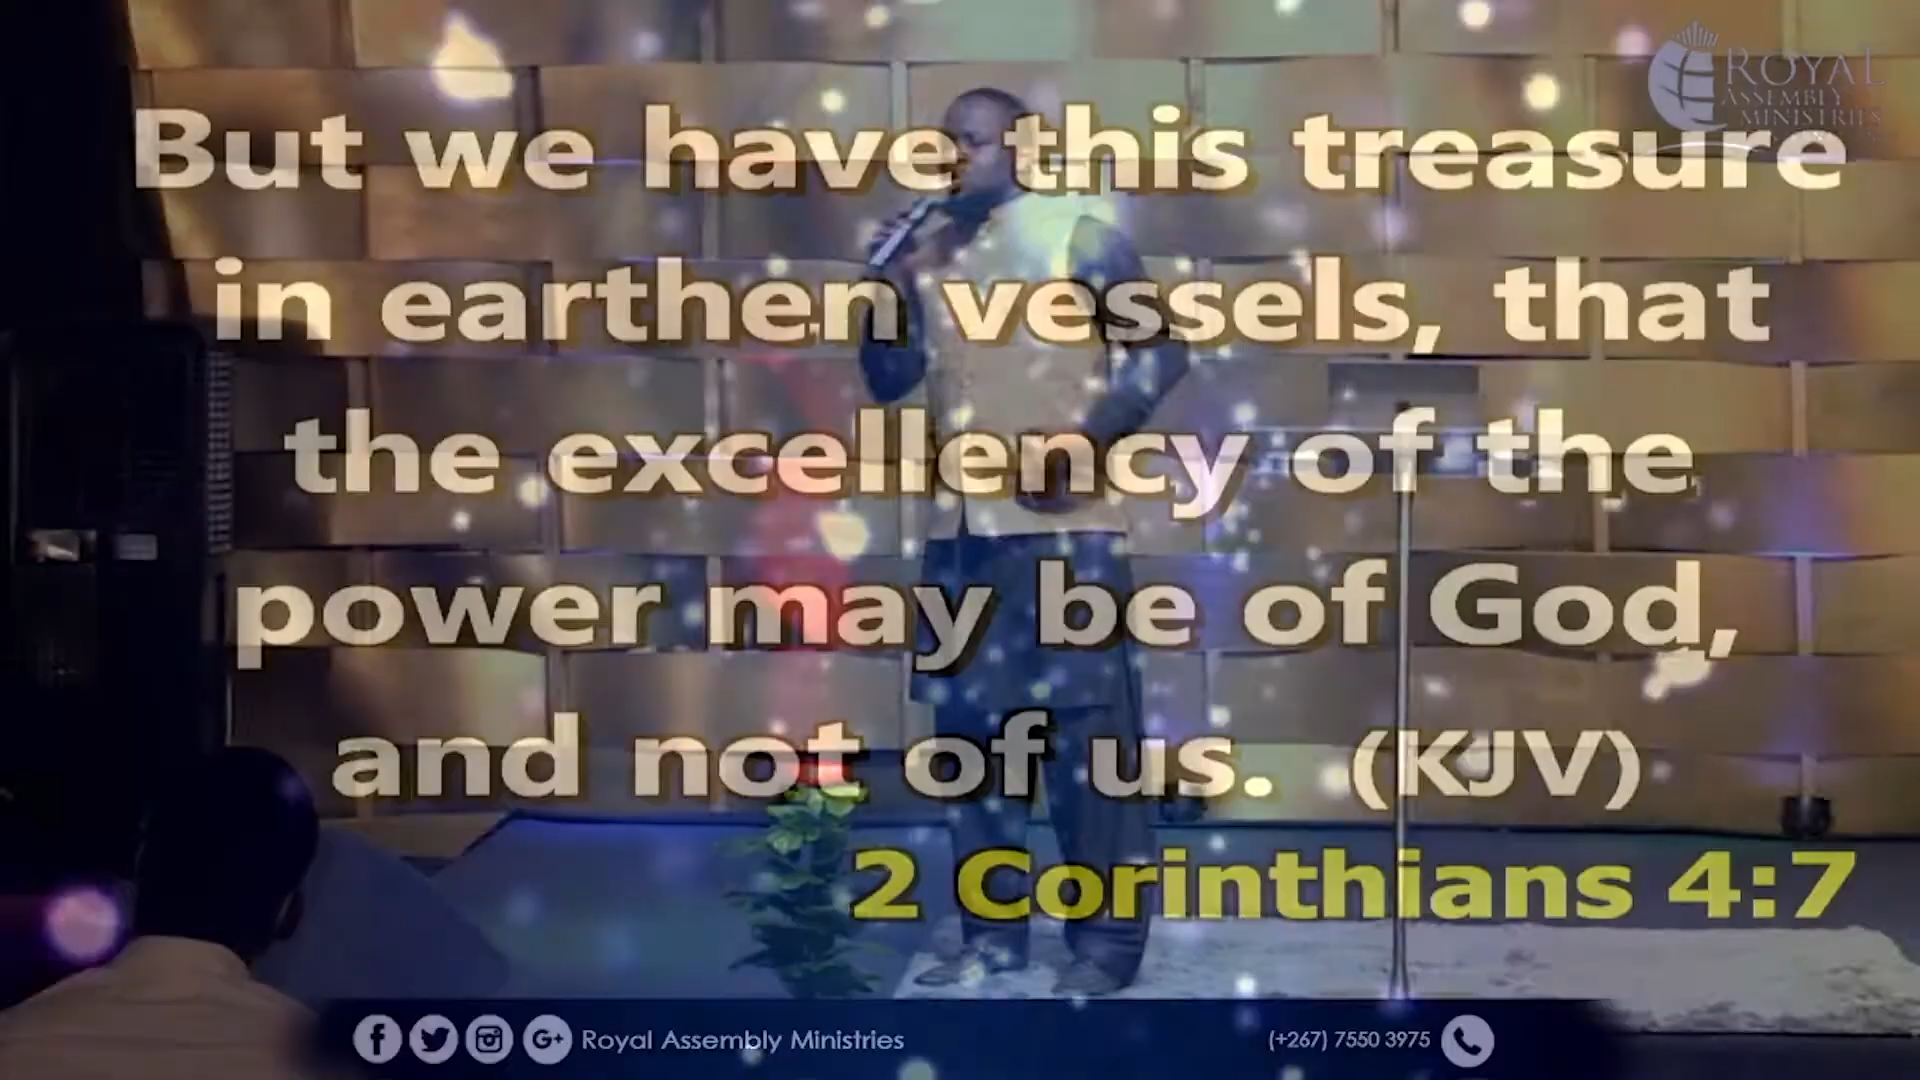 ROYAL
ASSEMBLY
MINISTRIES
But we have this treasure
in earthen vessels, that
the excellency of the
power may be of God,
and not of us. (KJV)
2 Corinthians 4:7
Royal Assembly Ministries
(+267) 7550 3975